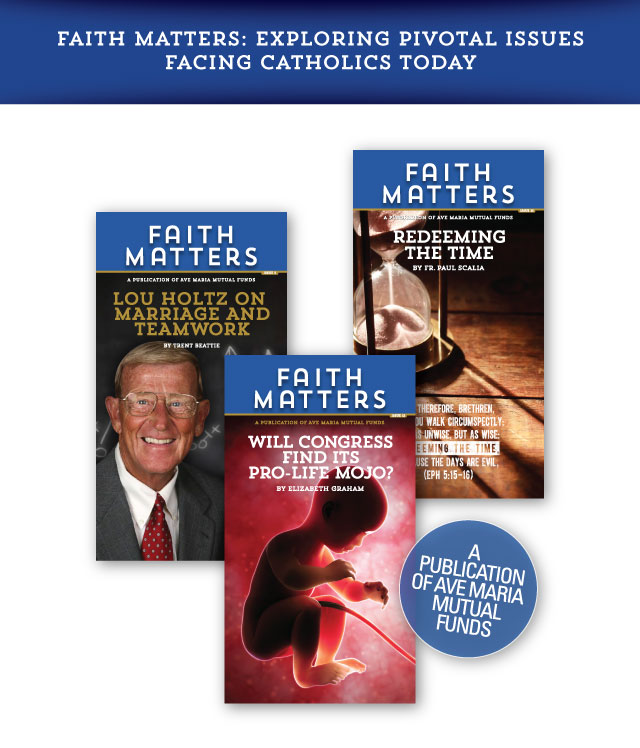 FAITH MATTERS: EXPLORING PIVOTAL ISSUES
FACING CATHOLICS TODAY
FAITH
MATTERS
A PUBLICATION OF AVE MARIA MUTUAL FUNDS
LOU HOLTZ ON
MARRIAGE AND
TEAMWORK
BY TRENT BEATTIE
FAITH
MATTERS
A PUBLICATION OF AVE MARIA MUTUAL FUNDS
WILL CONGRESS
FIND ITS
PRO-LIFE MOJO?
BY ELIZABETH GRAHAM
FAITH
MATTERS
A PUBLICATION OF AVE MARIA MUTUAL FUNDS
REDEEMING
THE TIME
BY FR. PAUL SCALIA
THEREFORE, BRETHREN,
WALK CIRCUMSPECTLY:
UNWISE, BUT AS WISE:
THE TIME,
THE DAYS ARE EVIL.
(EPH 5:15-16)
A
PUBLICATION
OF AVE MARIA
MUTUAL
FUNDS